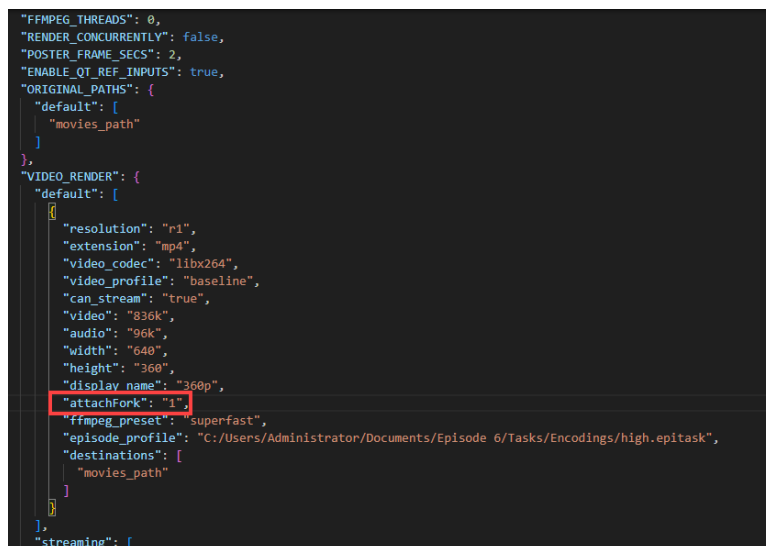 "FFMPEG_THREADS": 0,
"RENDER_CONCURRENTLY": false,
"POSTER_FRAME_SECS": 2,
"ENABLE_QT_REF_INPUTS": true,
"ORIGINAL_PATHS": {
"default": [
"movies_path"
]
},
"VIDEO_RENDER": {
"default": [
{
"resolution": "r1",
"extension": "mp4",
"video_codec": "libx264",
"video_profile": "baseline",
"can_stream": "true",
"video": "836k",
"audio": "96k",
"width": "640",
"height": "360",
"display_name": "360p",
"attachFork": "1",
"ffmpeg_preset": "superfast",
"episode_profile": "C:/Users/Administrator/Documents/Episode 6/Tasks/Encodings/high.epitask",
"destinations": [
"movies_path"
]
}
],
"streaming": [